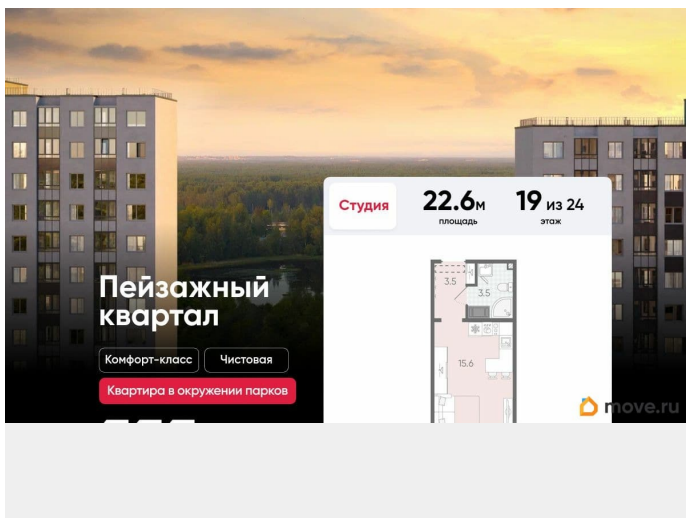 Студия
22.6м
площадь
19 из 24
этаж
Пейзажный
квартал
Комфорт-класс
Чистовая
Квартира в окружении парков
3.5
3.5
15.6
move.ru